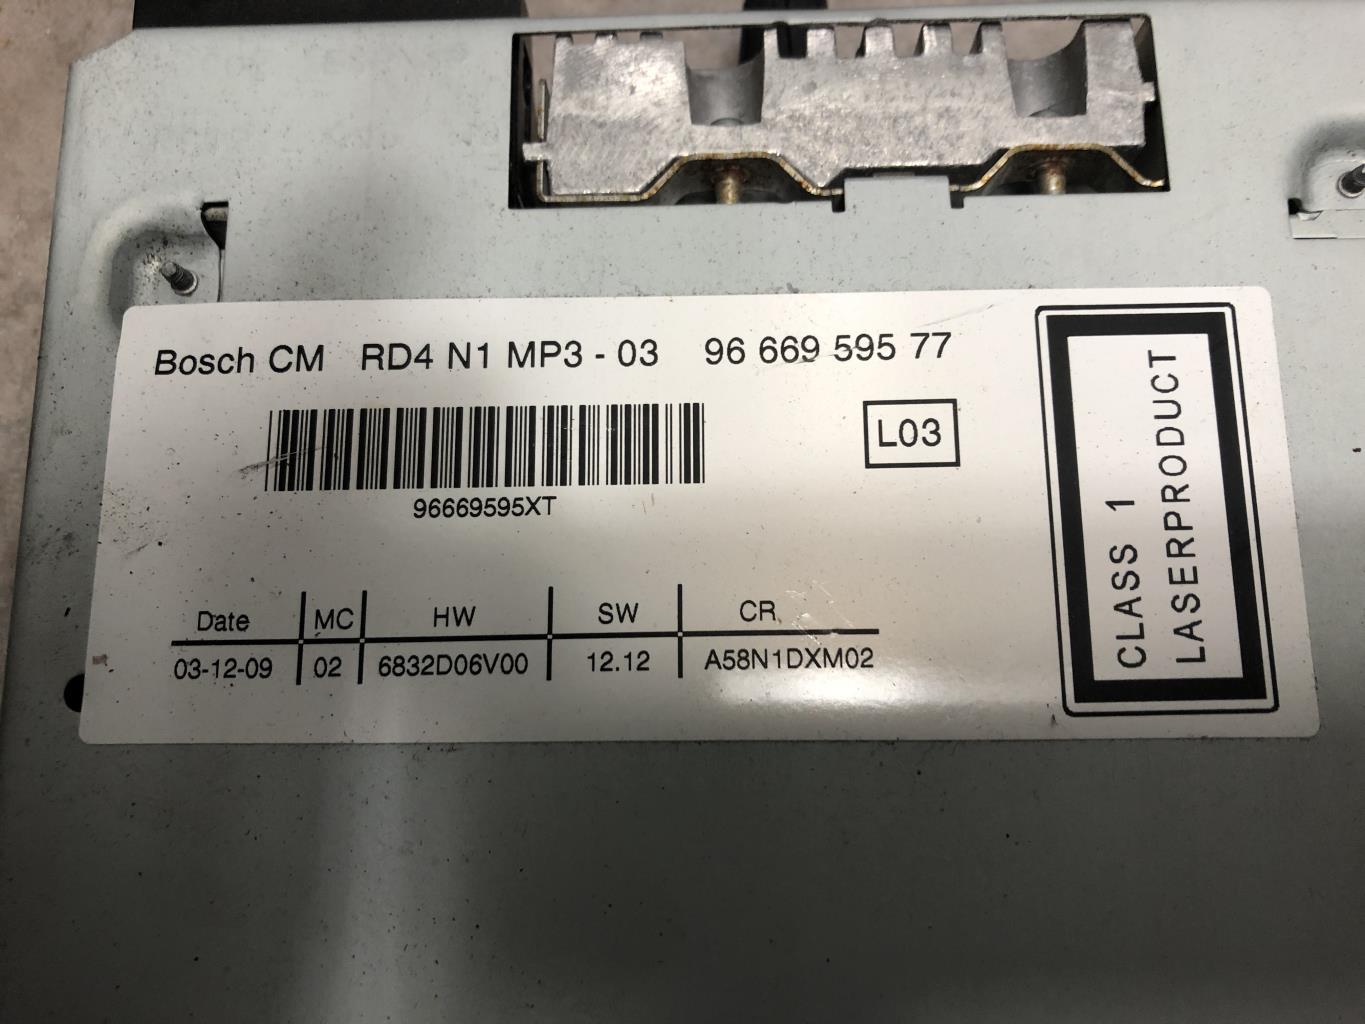 Bosch CM RD4 N1 MP3 - 03 96 669 595 77
L03
96669595XT
Date MC HW SW CR
03-12-09 02 6832D06V00 12.12 A58N1DXM02
CLASS 1
LASERPRODUCT